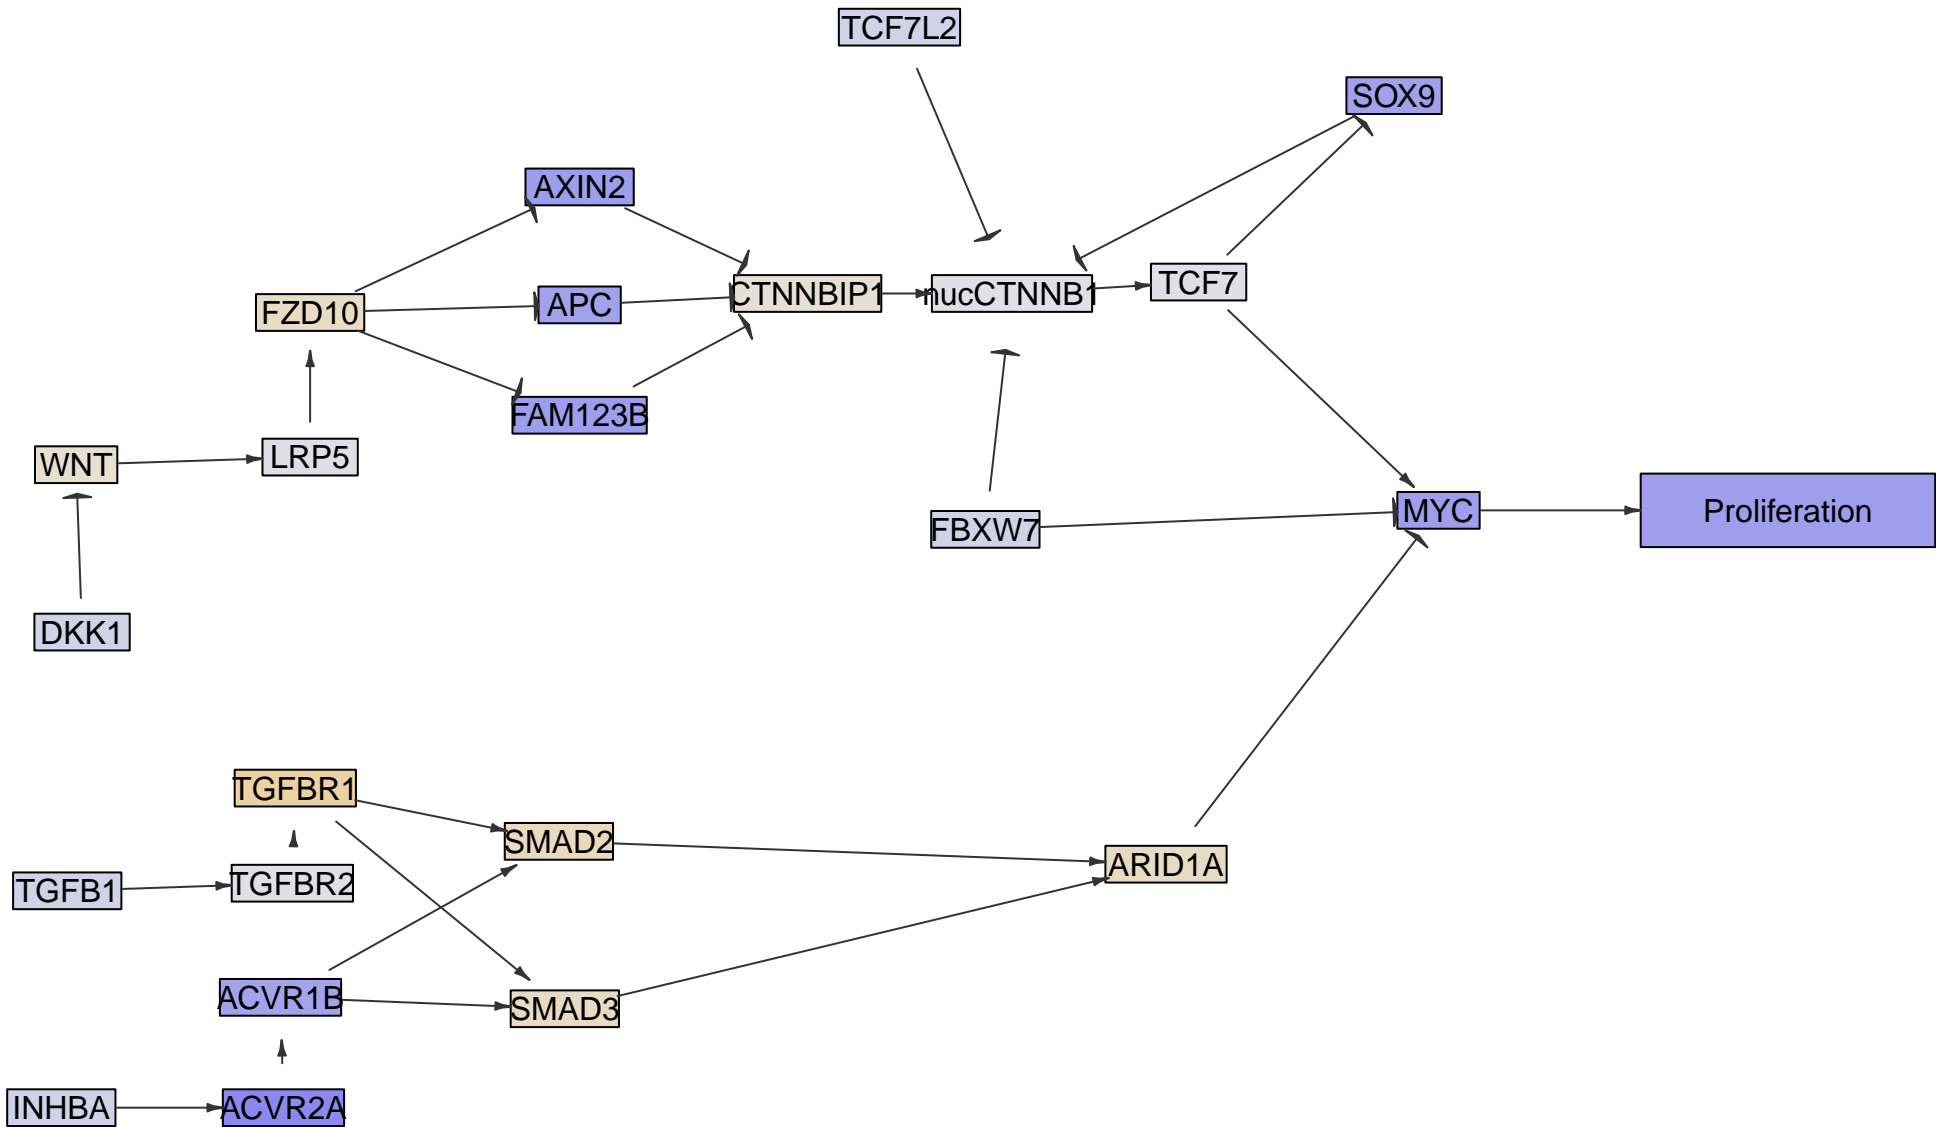 TCF7L2
SOX9
AXIN2
TCF7
CTNNBIP1
nucCTNNB1
APC
FZD10
FAM123B
LRP5
WNT
MYC
Proliferation
FBXW7
DKK1
TGFBR1
SMAD2
ARID1A
TGFBR2
TGFB1
ACVR1B
SMAD3
INHBA
ACVR2A